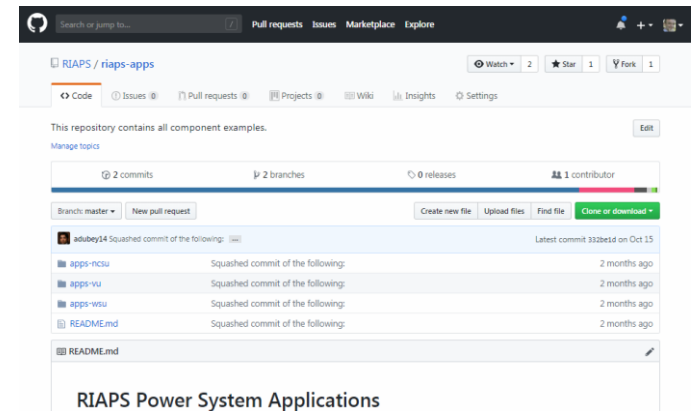 Search or jump to... / Pull requests Issues Marketplace Explore
RIAPS / riaps-apps Watch 2 Star 1 Fork 1
Code Issues 0 Pull requests 0 Projects 0 Wiki Insights Settings
This repository contains all component examples. Edit
Manage topics
2 commits 2 branches 0 releases 1 contributor
Branch: master New pull request Create new file Upload files Find file Clone or download
adubey14 Squashed commit of the following: ... Latest commit 332be1d on Oct 15
apps-ncsu Squashed commit of the following: 2 months ago
apps-vu Squashed commit of the following: 2 months ago
apps-wsu Squashed commit of the following: 2 months ago
README.md Squashed commit of the following: 2 months ago
README.md
RIAPS Power System Applications